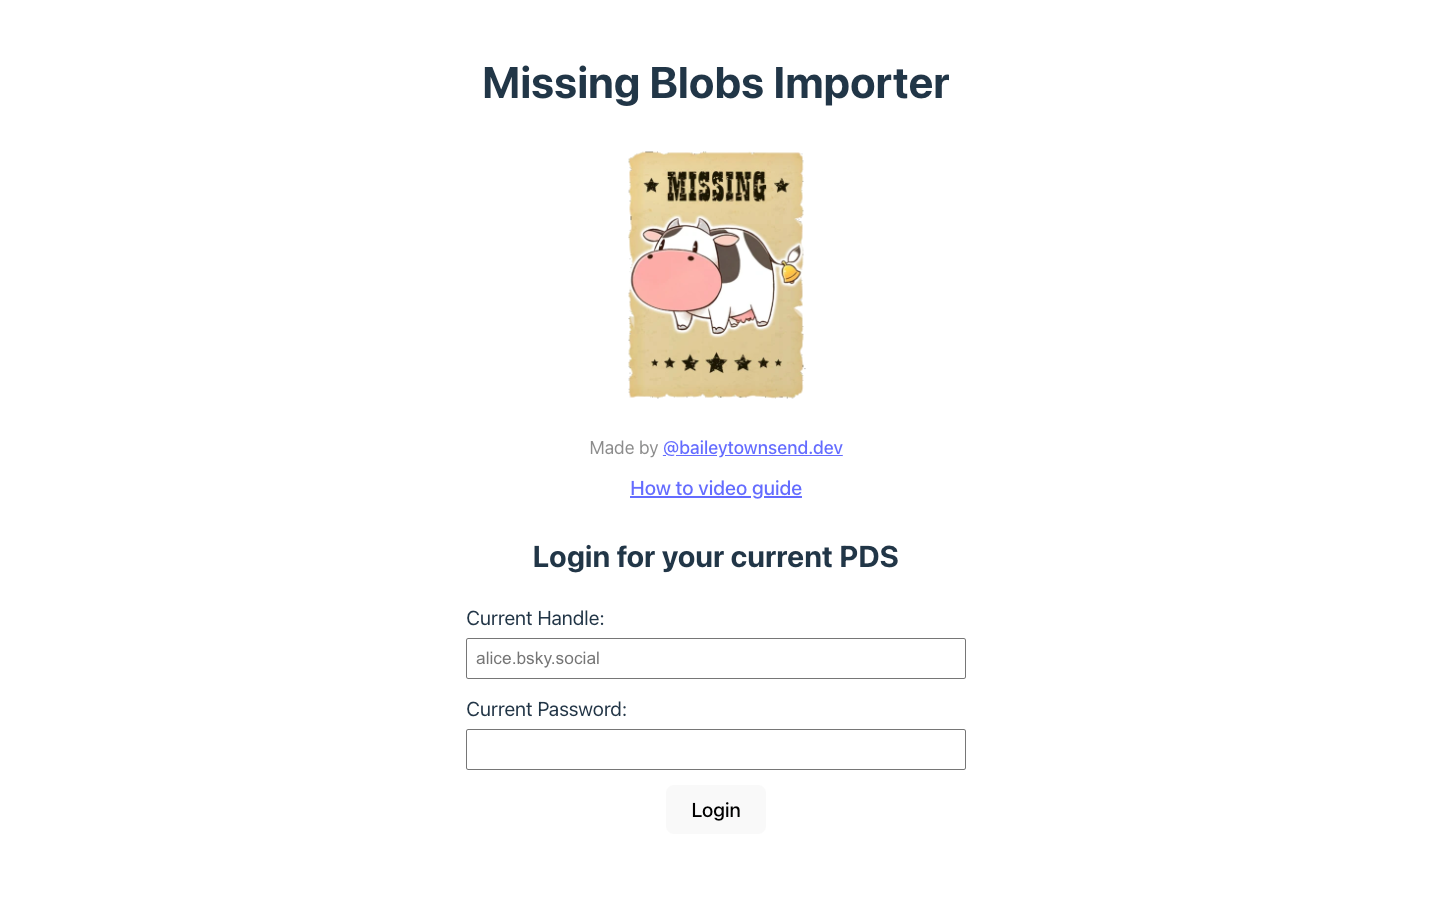 Missing Blobs Importer
★ MISSING ★
Made by @baileytownsend.dev
How to video guide
Login for your current PDS
Current Handle:
alice.bsky.social
Current Password:
Login